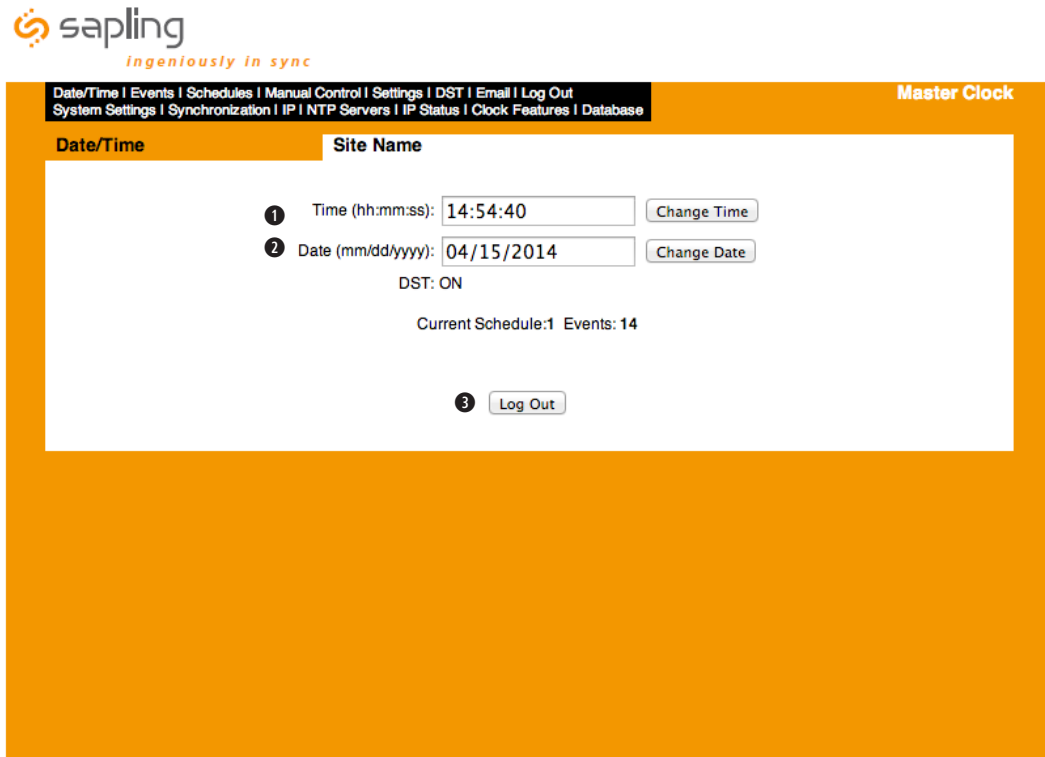 sapling
ingeniously in sync
Date/Time | Events | Schedules | Manual Control | Settings | DST | Email | Log Out
System Settings | Synchronization | IP | NTP Servers | IP Status | Clock Features | Database
Master Clock
Date/Time
Site Name
❶ Time (hh:mm:ss): 14:54:40 Change Time
❷ Date (mm/dd/yyyy): 04/15/2014 Change Date
DST: ON
Current Schedule:1 Events: 14
❸ Log Out